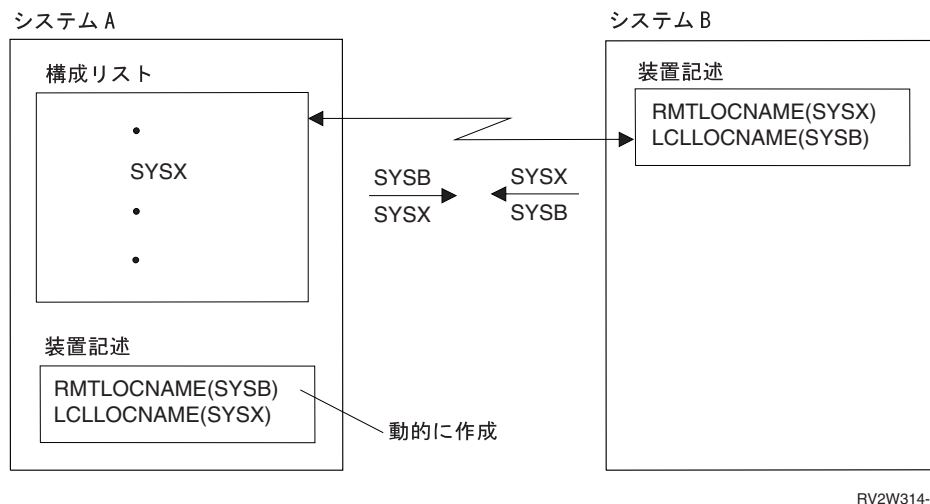 システム A
システム B
構成リスト
•
SYSX
•
•
装置記述
RMTLOCNAME(SYSX)
LCLLOCNAME(SYSB)
SYSB
SYSX
SYSX
SYSB
装置記述
RMTLOCNAME(SYSB)
LCLLOCNAME(SYSX)
動的に作成
RV2W314-